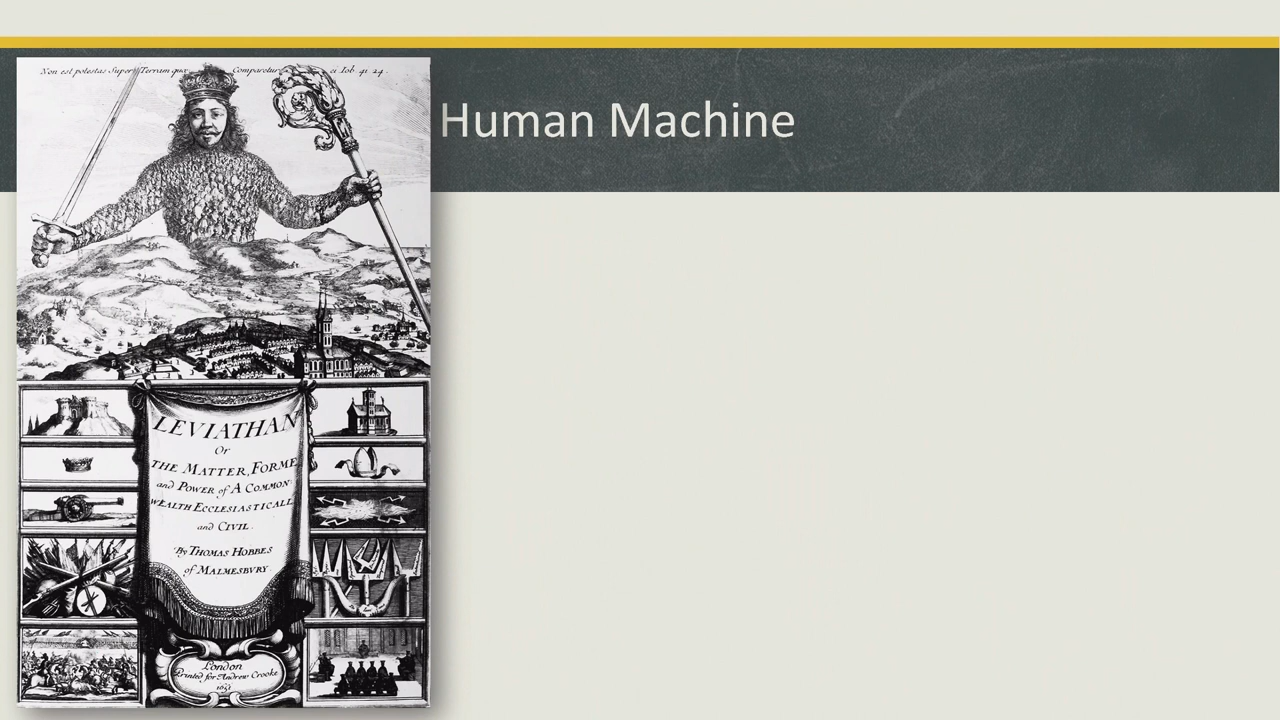 Human Machine
Non est potestas Super Terram quæ Comparetur ei Iob. 41 24.
LEVIATHAN
Or
THE MATTER, FORME
and POWER of A COMMON-
WEALTH ECCLESIASTICALL
and CIVIL.
By THOMAS HOBBES
of MALMESBVRY.
London
Printed for Andrew Crooke
1651